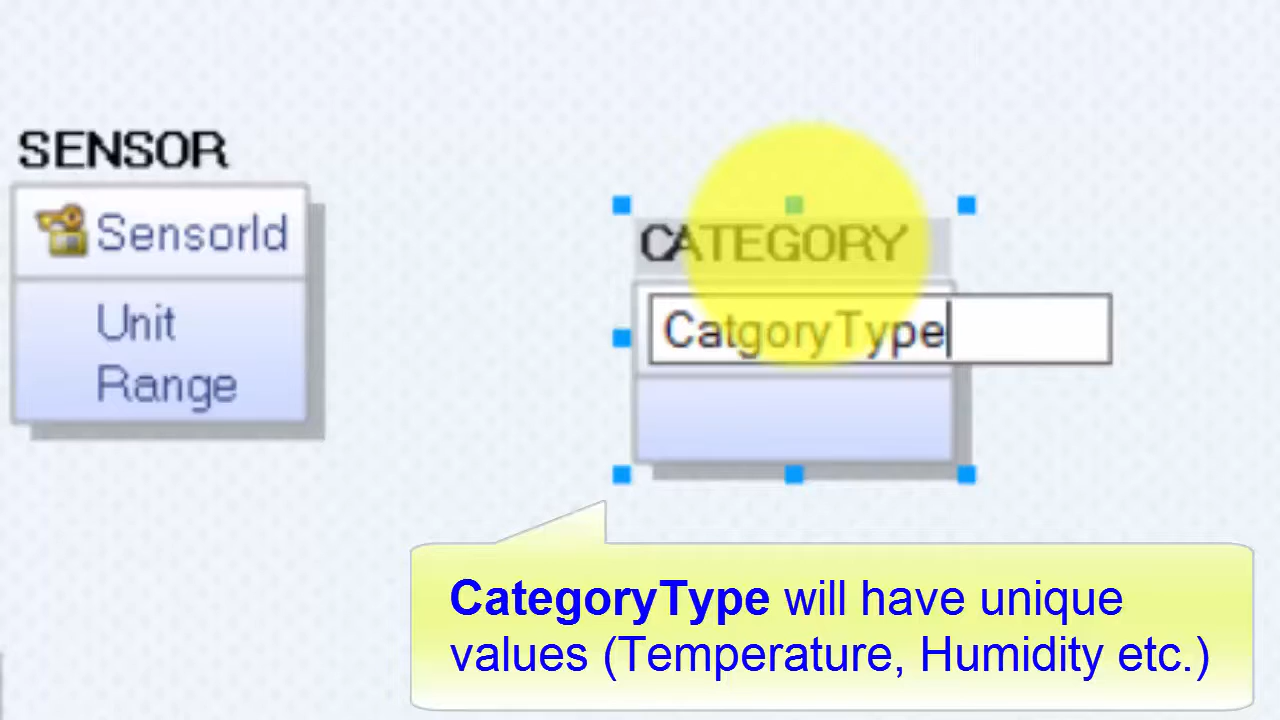 SENSOR
SensorId
Unit
Range
CATEGORY
CatgoryType
CategoryType will have unique
values (Temperature, Humidity etc.)